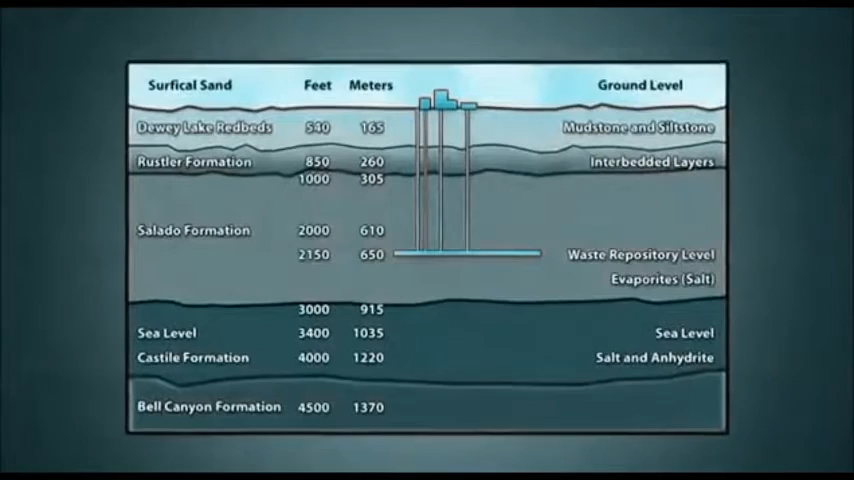 Surfical Sand Feet Meters Ground Level
Dewey Lake Redbeds 540 165 Mudstone and Siltstone
Rustler Formation 850 260 Interbedded Layers
1000 305
Salado Formation 2000 610
2150 650 Waste Repository Level
Evaporites (Salt)
3000 915
Sea Level 3400 1035 Sea Level
Castile Formation 4000 1220 Salt and Anhydrite
Bell Canyon Formation 4500 1370